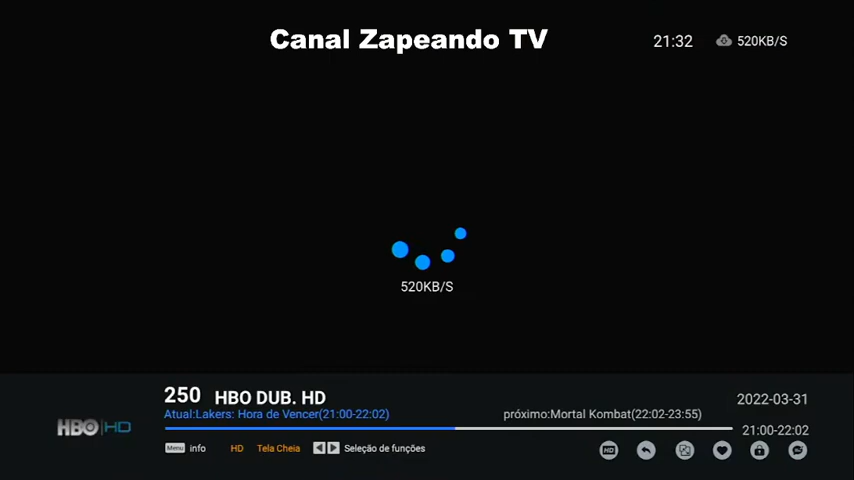 Canal Zapeando TV
21:32 520KB/S
520KB/S
250 HBO DUB. HD
2022-03-31
Atual:Lakers: Hora de Vencer(21:00-22:02) próximo:Mortal Kombat(22:02-23:55)
HBO HD
21:00-22:02
Menu info HD Tela Cheia Seleção de funções
HD